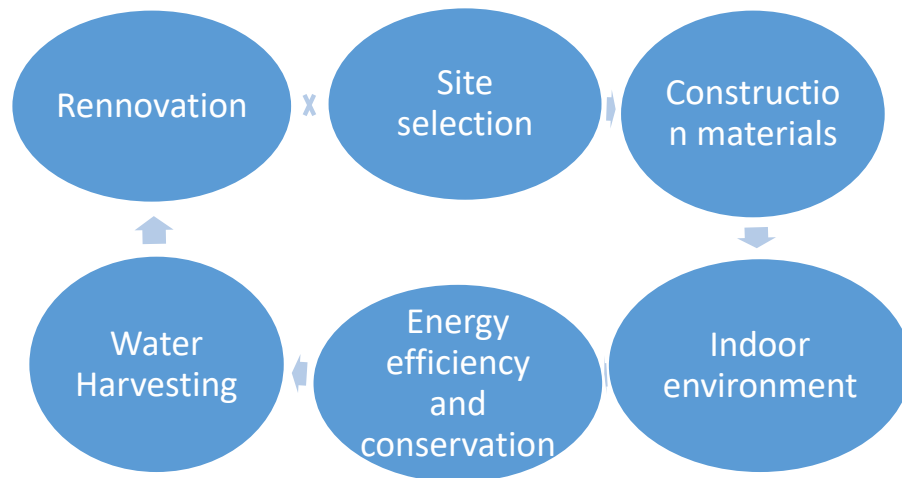 Rennovation
Site
selection
Constructio
n materials
Water
Harvesting
Energy
efficiency
and
conservation
Indoor
environment